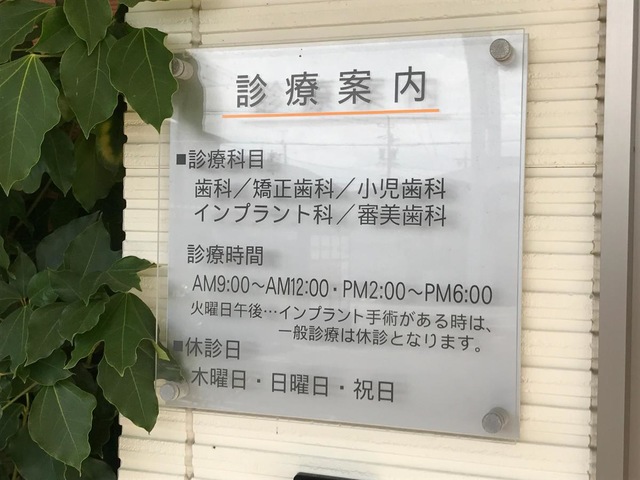 診療案内
■診療科目
歯科／矯正歯科／小児歯科
インプラント科／審美歯科
診療時間
AM9:00～AM12:00・PM2:00～PM6:00
火曜日午後…インプラント手術がある時は、
一般診療は休診となります。
■休診日
木曜日・日曜日・祝日